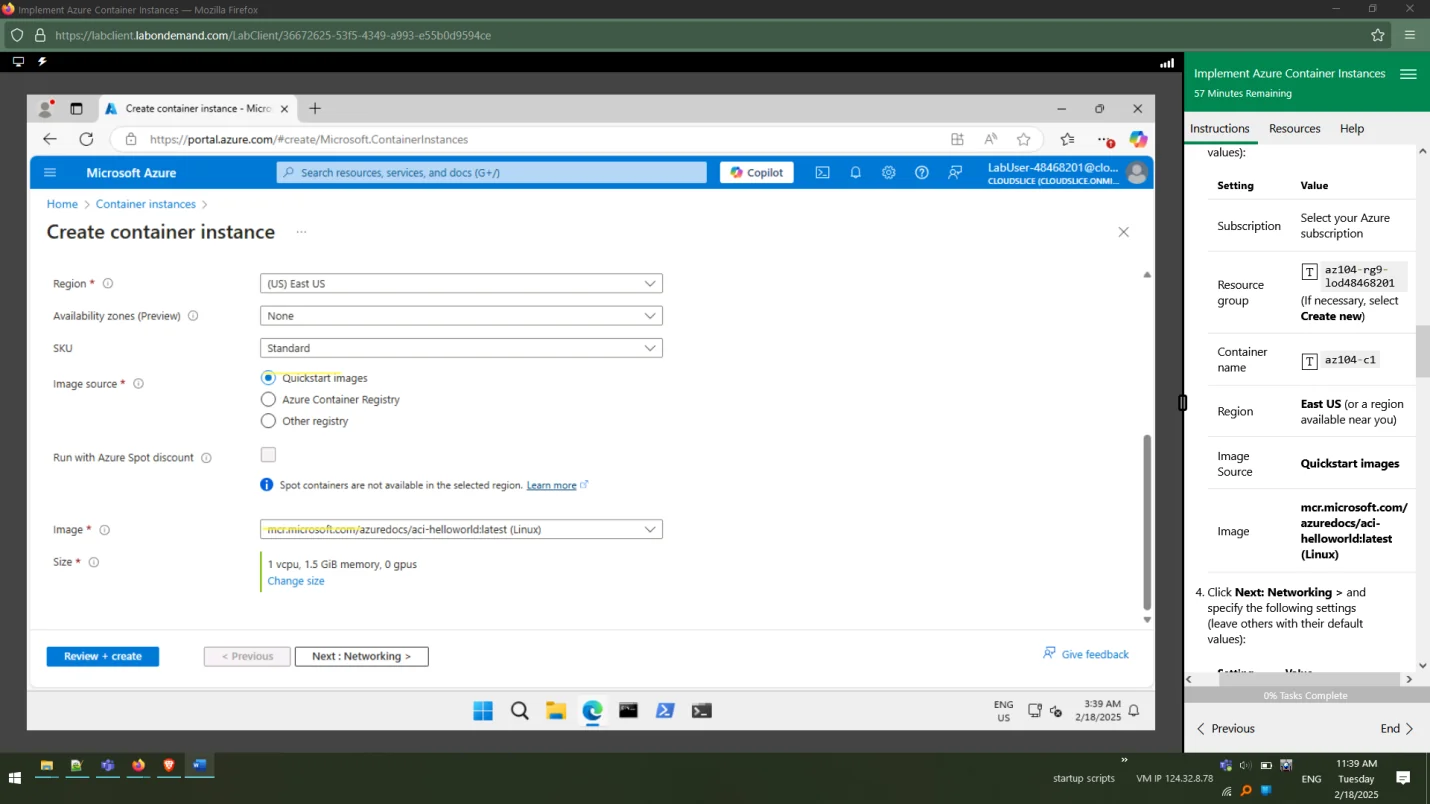 Implement Azure Container Instances — Mozilla Firefox
https://labclient.labondemand.com/LabClient/36672625-53f5-4349-a993-e55b0d9594ce
Create container instance - Micro
https://portal.azure.com/#create/Microsoft.ContainerInstances
Microsoft Azure
Search resources, services, and docs (G+/)
Copilot
LabUser-48468201@clo...
CLOUDSLICE (CLOUDSLICE.ONMI...
Home > Container instances >
Create container instance ...
Region *
(US) East US
Availability zones (Preview)
None
SKU
Standard
Image source *
Quickstart images
Azure Container Registry
Other registry
Run with Azure Spot discount
Spot containers are not available in the selected region. Learn more
Image *
mcr.microsoft.com/azuredocs/aci-helloworld:latest (Linux)
Size *
1 vcpu, 1.5 GiB memory, 0 gpus
Change size
Review + create
< Previous
Next : Networking >
Give feedback
ENG
US
3:39 AM
2/18/2025
Implement Azure Container Instances
57 Minutes Remaining
Instructions
Resources
Help
values):
Setting Value
Subscription
Select your Azure
subscription
Resource
group
T
az104-rg9-
lod48468201
(If necessary, select
Create new)
Container
name
T
az104-c1
Region
East US (or a region
available near you)
Image
Source
Quickstart images
Image
mcr.microsoft.com/
azuredocs/aci-
helloworld:latest
(Linux)
4. Click Next: Networking > and
specify the following settings
(leave others with their default
values):
Setting Value
0% Tasks Complete
< Previous
End >
startup scripts
»
VM IP 124.32.8.78
ENG
11:39 AM
Tuesday
2/18/2025